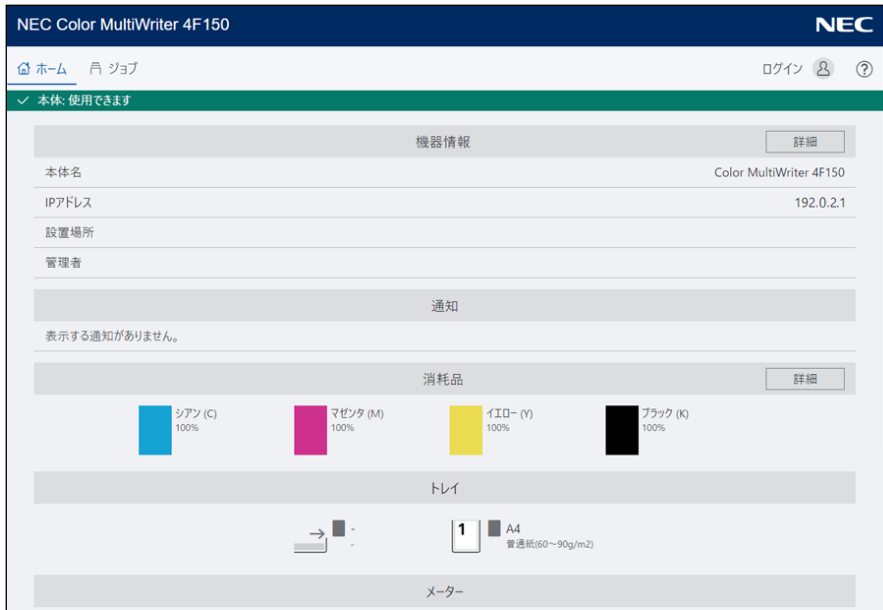 NEC Color MultiWriter 4F150
NEC
ホーム ジョブ
ログイン ?
本体: 使用できます
機器情報 詳細
本体名 Color MultiWriter 4F150
IPアドレス 192.0.2.1
設置場所
管理者
通知
表示する通知がありません。
消耗品 詳細
シアン (C) マゼンタ (M) イエロー (Y) ブラック (K)
100% 100% 100% 100%
トレイ
- 1 A4
- 普通紙(60～90g/m2)
メーター